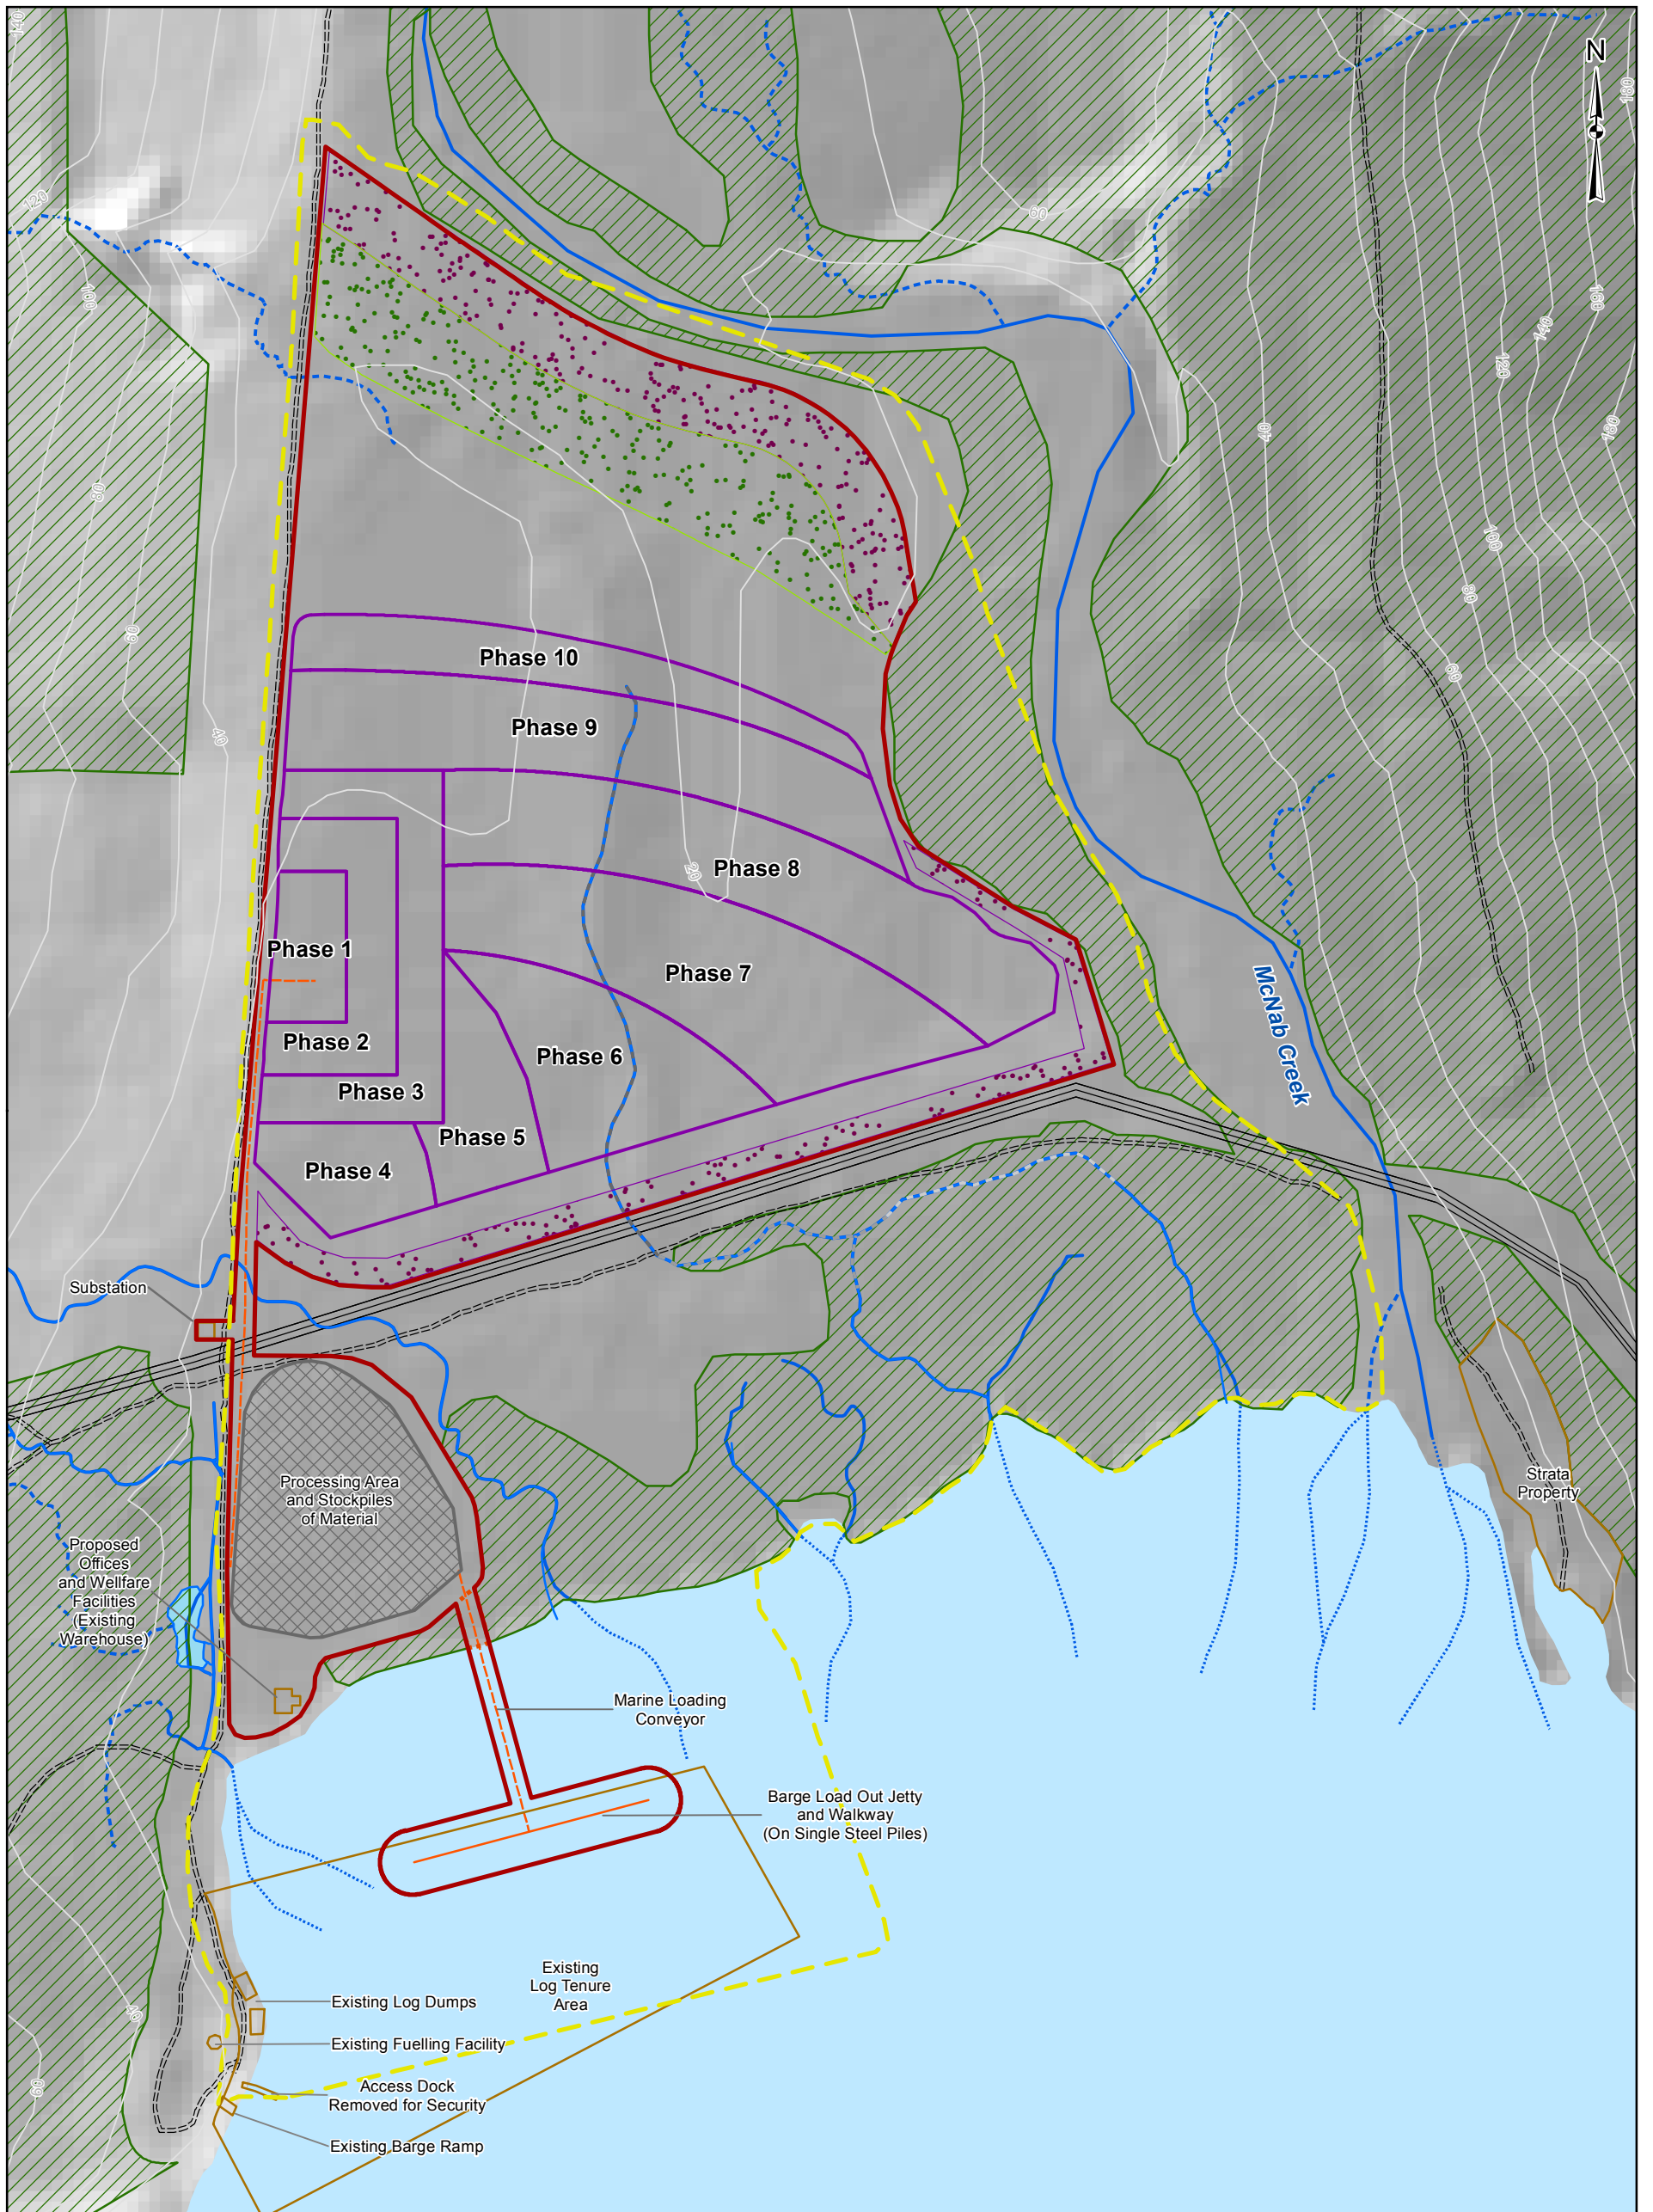 140
N
160
120
60
100
160
140
120
40
180
80
100
60
80
Phase 10
60
Phase 9
40
Phase 8
20
Phase 1
Phase 7
McNab Creek
Phase 2
Phase 6
Phase 3
Phase 5
Phase 4
Substation
Processing Area
and Stockpiles
of Material
Strata
Property
Proposed
Offices
and Wellfare
Facilities
(Existing
Warehouse)
Marine Loading
Conveyor
Barge Load Out Jetty
and Walkway
(On Single Steel Piles)
Existing
Log Tenure
Area
Existing Log Dumps
40
Existing Fuelling Facility
60
Access Dock
Removed for Security
Existing Barge Ramp